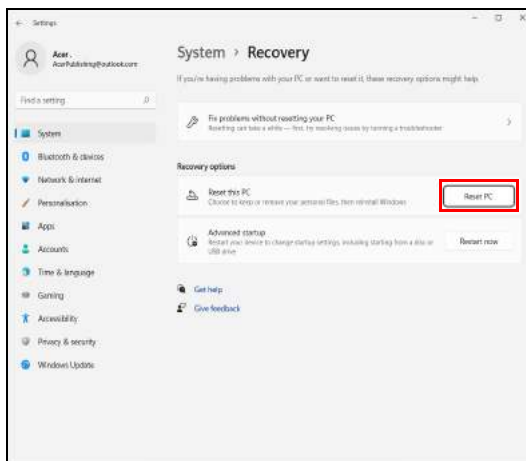 Settings
Acer .
AcerPublishing@outlook.com
Find a setting
System
Bluetooth & devices
Network & internet
Personalisation
Apps
Accounts
Time & language
Gaming
Accessibility
Privacy & security
Windows Update
System > Recovery
If you're having problems with your PC or want to reset it, these recovery options might help.
Fix problems without resetting your PC
Resetting can take a while — first, try resolving issues by running a troubleshooter
Recovery options
Reset this PC
Choose to keep or remove your personal files, then reinstall Windows
Reset PC
Advanced startup
Restart your device to change startup settings, including starting from a disc or
USB drive
Restart now
Get help
Give feedback